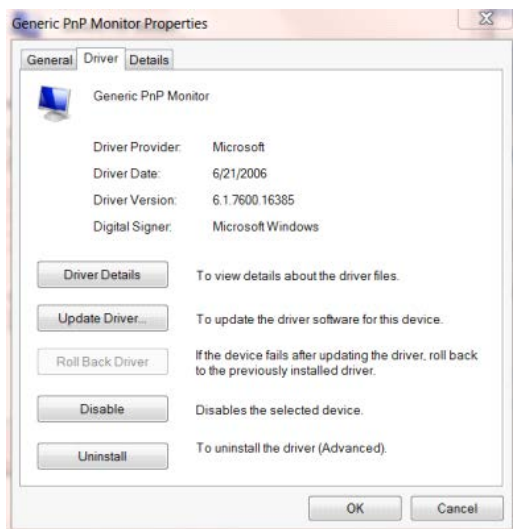 Generic PnP Monitor Properties
General Driver Details
Generic PnP Monitor
Driver Provider: Microsoft
Driver Date: 6/21/2006
Driver Version: 6.1.7600.16385
Digital Signer: Microsoft Windows
Driver Details To view details about the driver files.
Update Driver... To update the driver software for this device.
Roll Back Driver If the device fails after updating the driver, roll back
to the previously installed driver.
Disable Disables the selected device.
Uninstall To uninstall the driver (Advanced).
OK Cancel